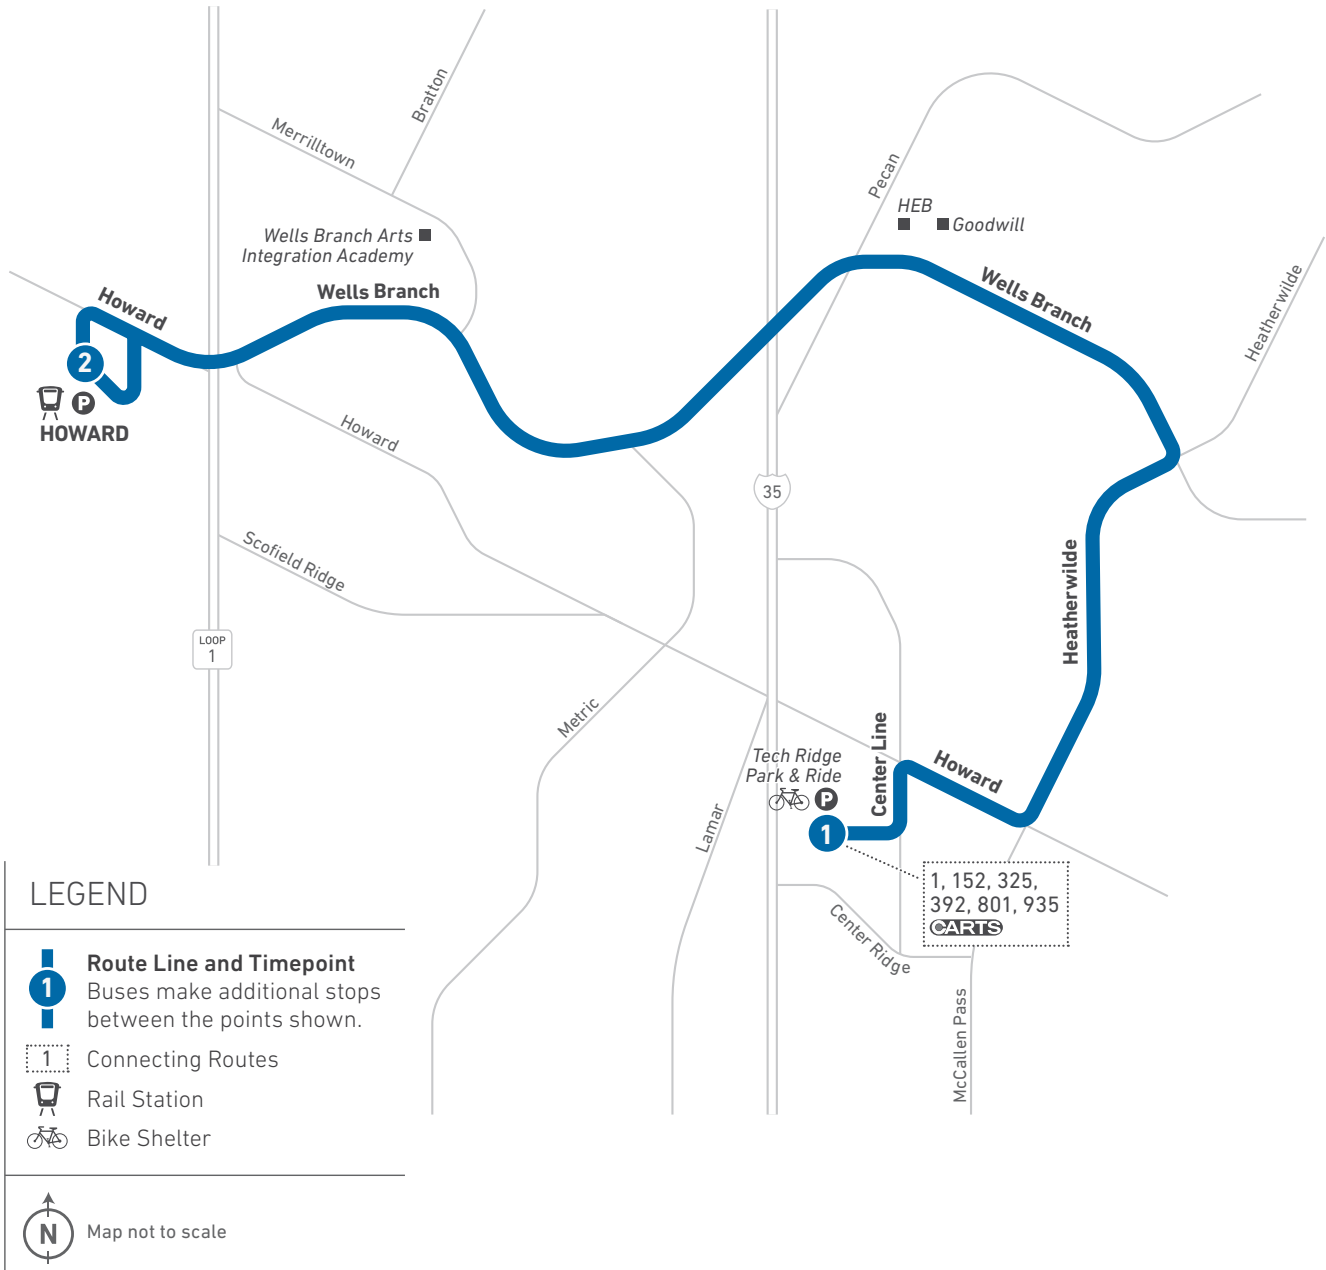 Bratton
Merrilltown
Pecan
HEB
Goodwill
Wells Branch Arts
Integration Academy
Wells Branch
Howard
Wells Branch
Heatherwilde
2
P
HOWARD
Howard
35
Scofield Ridge
Heatherwilde
LOOP
1
Metric
Center Line
Tech Ridge
Park & Ride
P
Howard
Lamar
1
1, 152, 325,
392, 801, 935
CARTS
Center Ridge
McCallen Pass
LEGEND
1
Route Line and Timepoint
Buses make additional stops
between the points shown.
1 Connecting Routes
Rail Station
Bike Shelter
N Map not to scale